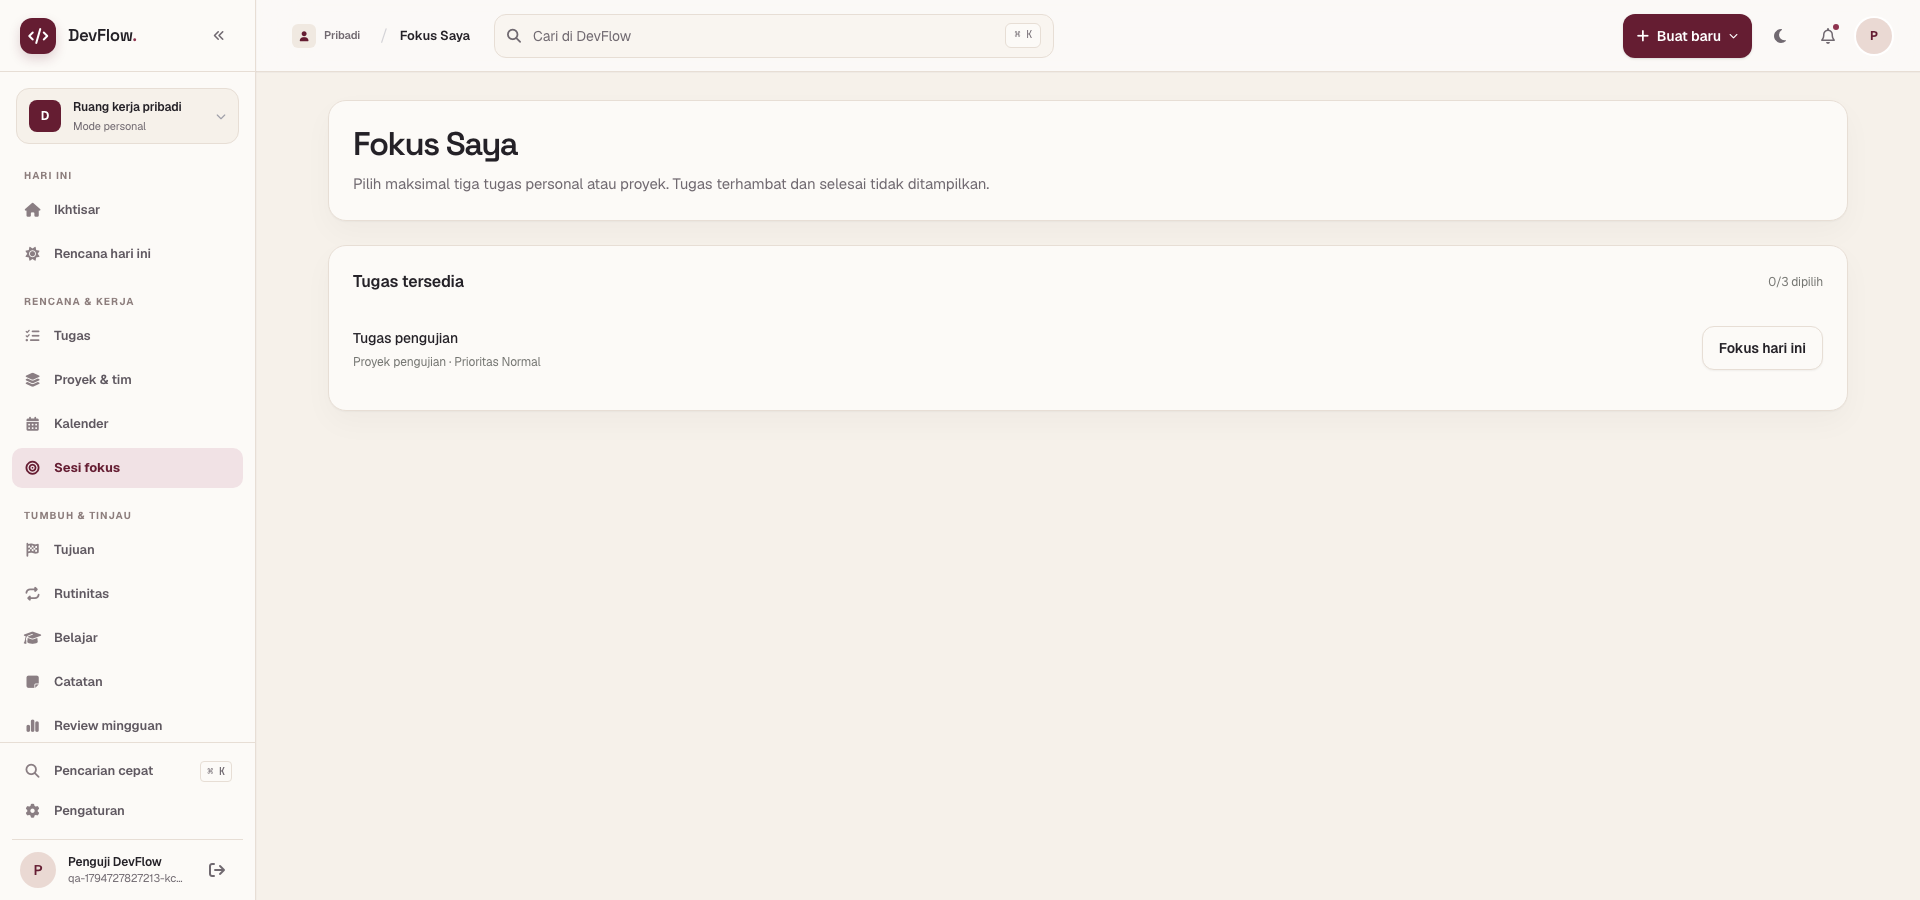 DevFlow.
Pribadi / Fokus Saya
Cari di DevFlow
⌘ K
Buat baru
P
D
Ruang kerja pribadi
Mode personal
HARI INI
Ikhtisar
Rencana hari ini
RENCANA & KERJA
Tugas
Proyek & tim
Kalender
Sesi fokus
TUMBUH & TINJAU
Tujuan
Rutinitas
Belajar
Catatan
Review mingguan
Pencarian cepat
⌘ K
Pengaturan
P
Penguji DevFlow
qa-1794727827213-kc...
Fokus Saya
Pilih maksimal tiga tugas personal atau proyek. Tugas terhambat dan selesai tidak ditampilkan.
Tugas tersedia
0/3 dipilih
Tugas pengujian
Proyek pengujian · Prioritas Normal
Fokus hari ini